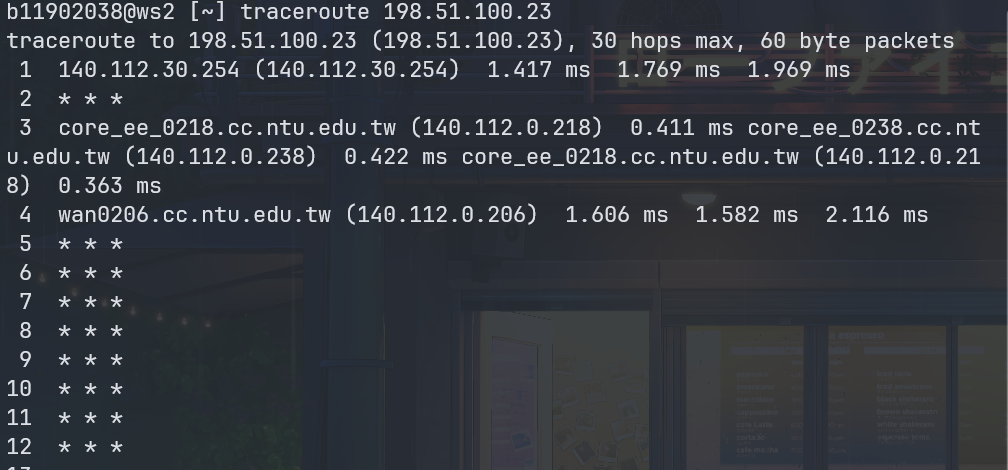 b11902038@ws2 [~] traceroute 198.51.100.23
traceroute to 198.51.100.23 (198.51.100.23), 30 hops max, 60 byte packets
 1  140.112.30.254 (140.112.30.254)  1.417 ms  1.769 ms  1.969 ms
 2  * * *
 3  core_ee_0218.cc.ntu.edu.tw (140.112.0.218)  0.411 ms core_ee_0238.cc.nt
u.edu.tw (140.112.0.238)  0.422 ms core_ee_0218.cc.ntu.edu.tw (140.112.0.21
8)  0.363 ms
 4  wan0206.cc.ntu.edu.tw (140.112.0.206)  1.606 ms  1.582 ms  2.116 ms
 5  * * *
 6  * * *
 7  * * *
 8  * * *
 9  * * *
10  * * *
11  * * *
12  * * *